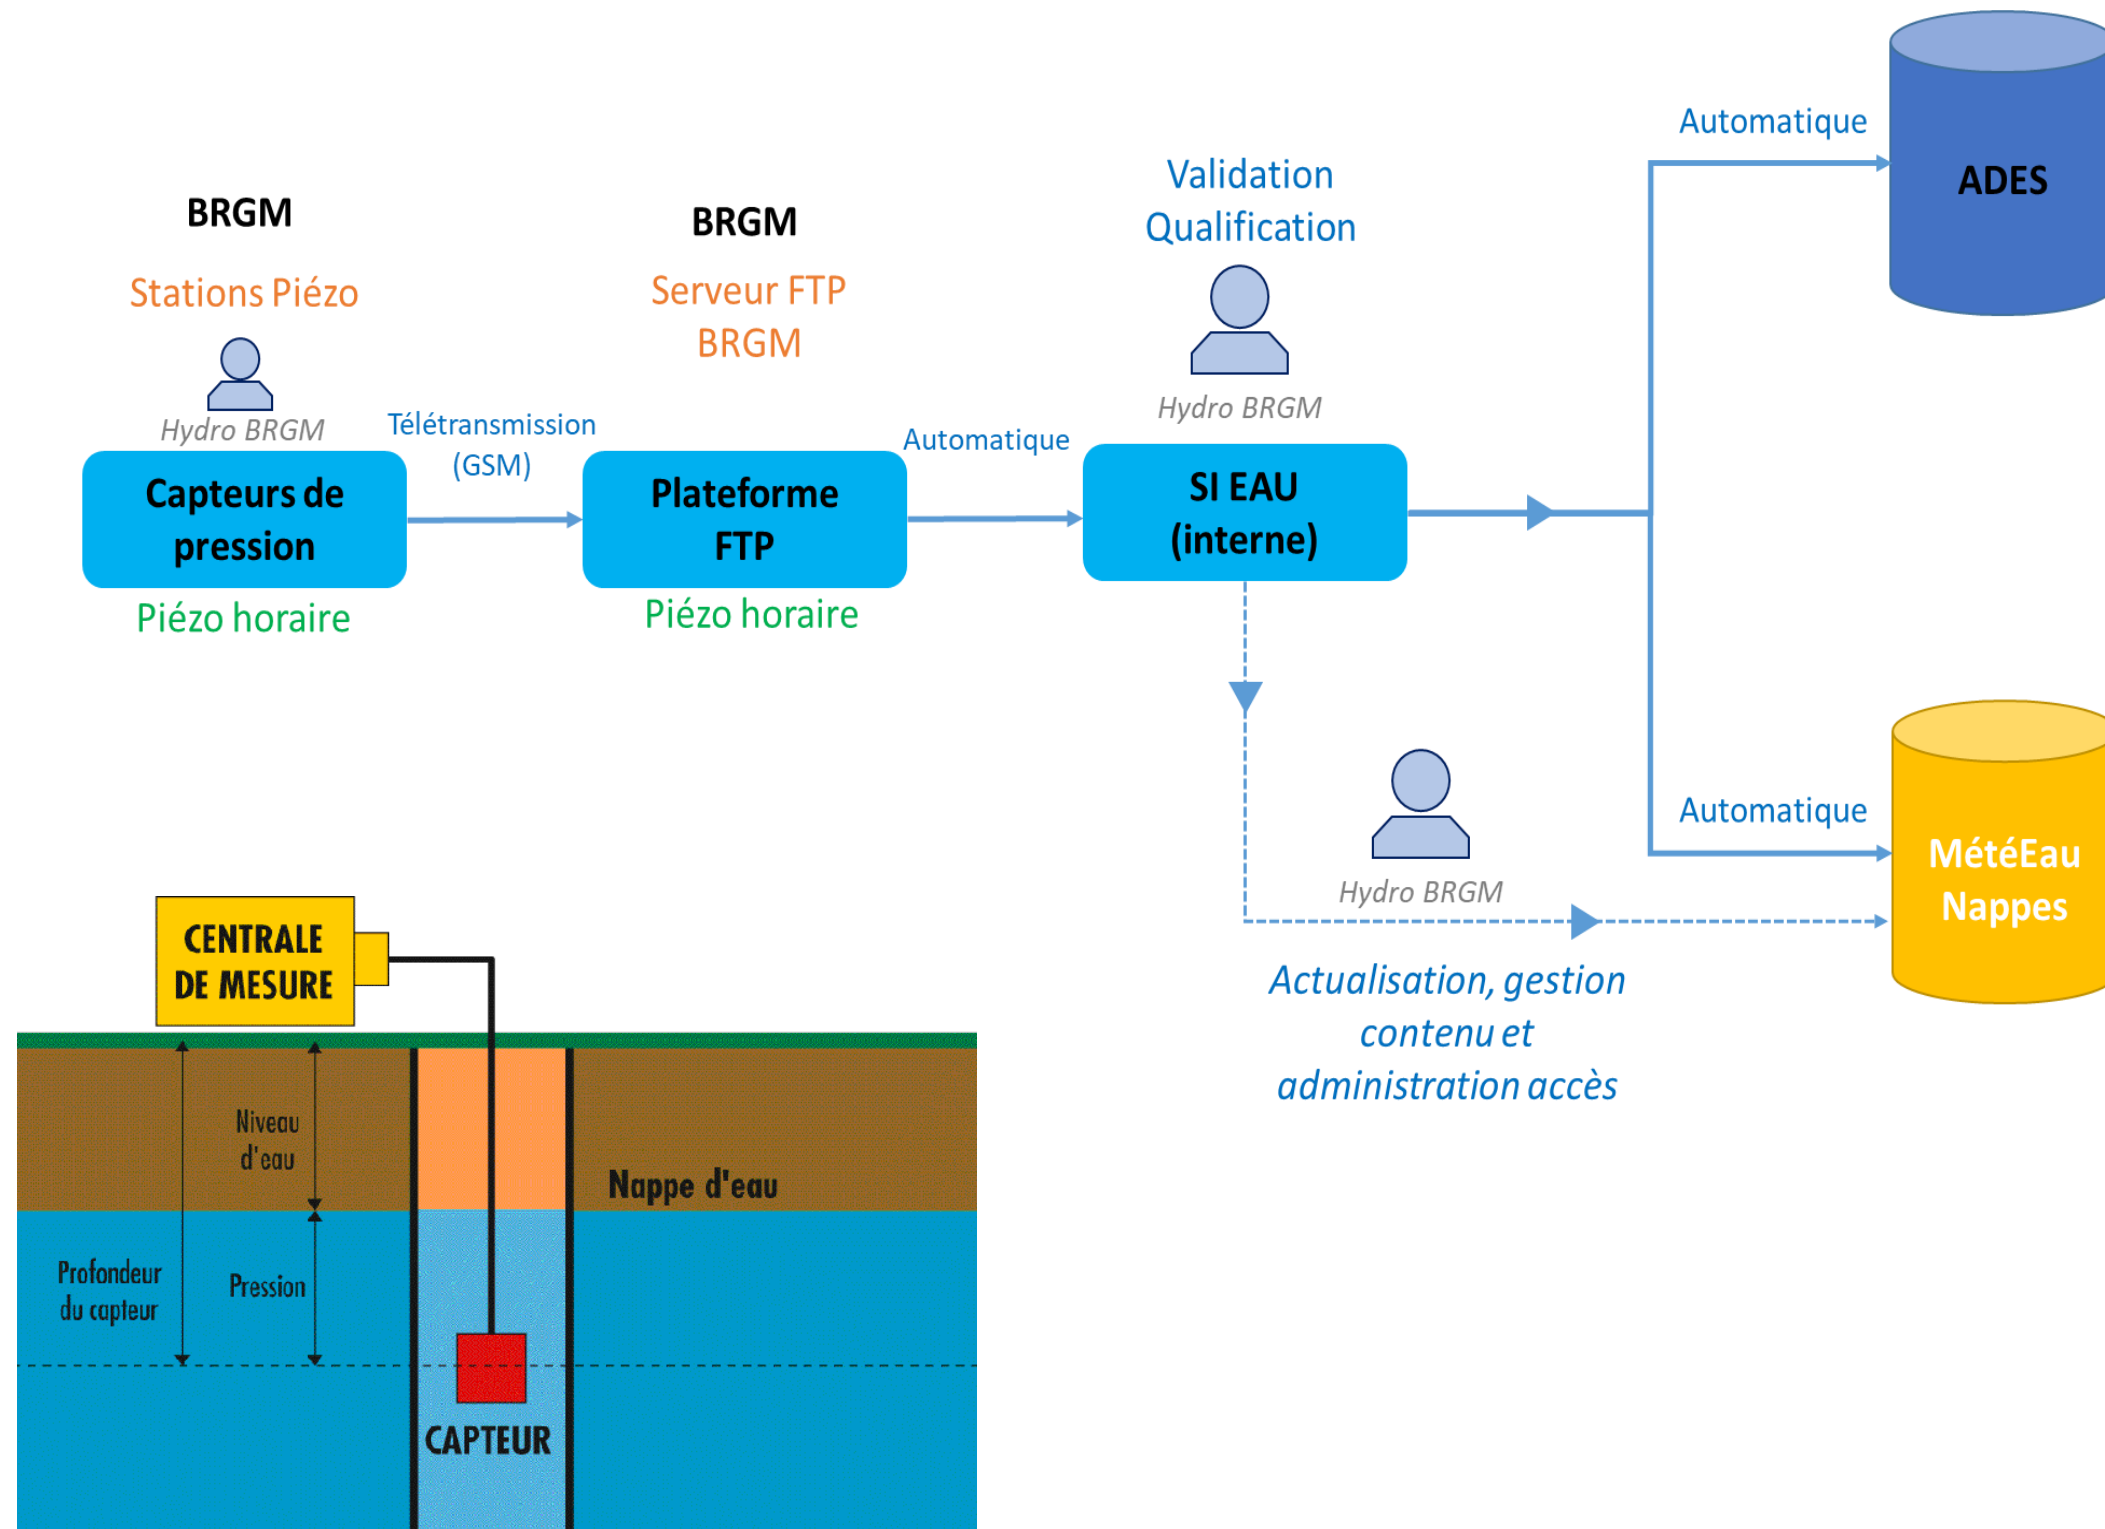 BRGM
Stations Piézo
Hydro BRGM
Capteurs de
pression
Piézo horaire
Télétransmission
(GSM)
BRGM
Serveur FTP
BRGM
Plateforme
FTP
Piézo horaire
Automatique
Validation
Qualification
Hydro BRGM
SI EAU
(interne)
Automatique
ADES
Automatique
MétéEau
Nappes
Hydro BRGM
Actualisation, gestion
contenu et
administration accès
CENTRALE
DE MESURE
Niveau
d'eau
Nappe d'eau
Profondeur
du capteur
Pression
CAPTEUR